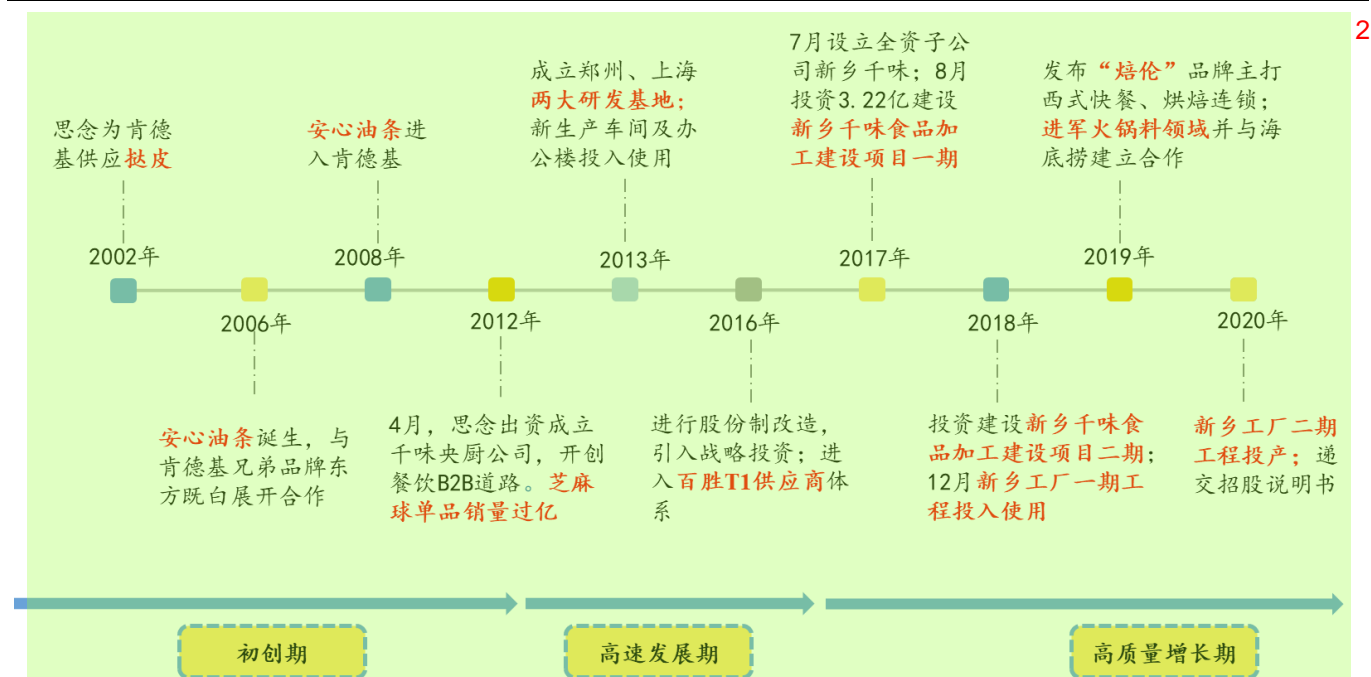 2
思念为肯德
基供应挞皮
安心油条进
入肯德基
成立郑州、上海
两大研发基地；
新生产车间及办
公楼投入使用
7月设立全资子公
司新乡千味；8月
投资3.22亿建设
新乡千味食品加
工建设项目一期
发布“焙伦”品牌主打
西式快餐、烘焙连锁；
进军火锅料领域并与海
底捞建立合作
2002年
2008年
2013年
2017年
2019年
2006年
2012年
2016年
2018年
2020年
安心油条诞生，与
肯德基兄弟品牌东
方既白展开合作
4月，思念出资成立
千味央厨公司，开创
餐饮B2B道路。芝麻
球单品销量过亿
进行股份制改造，
引入战略投资；进
入百胜T1供应商体
系
投资建设新乡千味食
品加工建设项目二期；
12月新乡工厂一期工
程投入使用
新乡工厂二期
工程投产；递
交招股说明书
初创期
高速发展期
高质量增长期